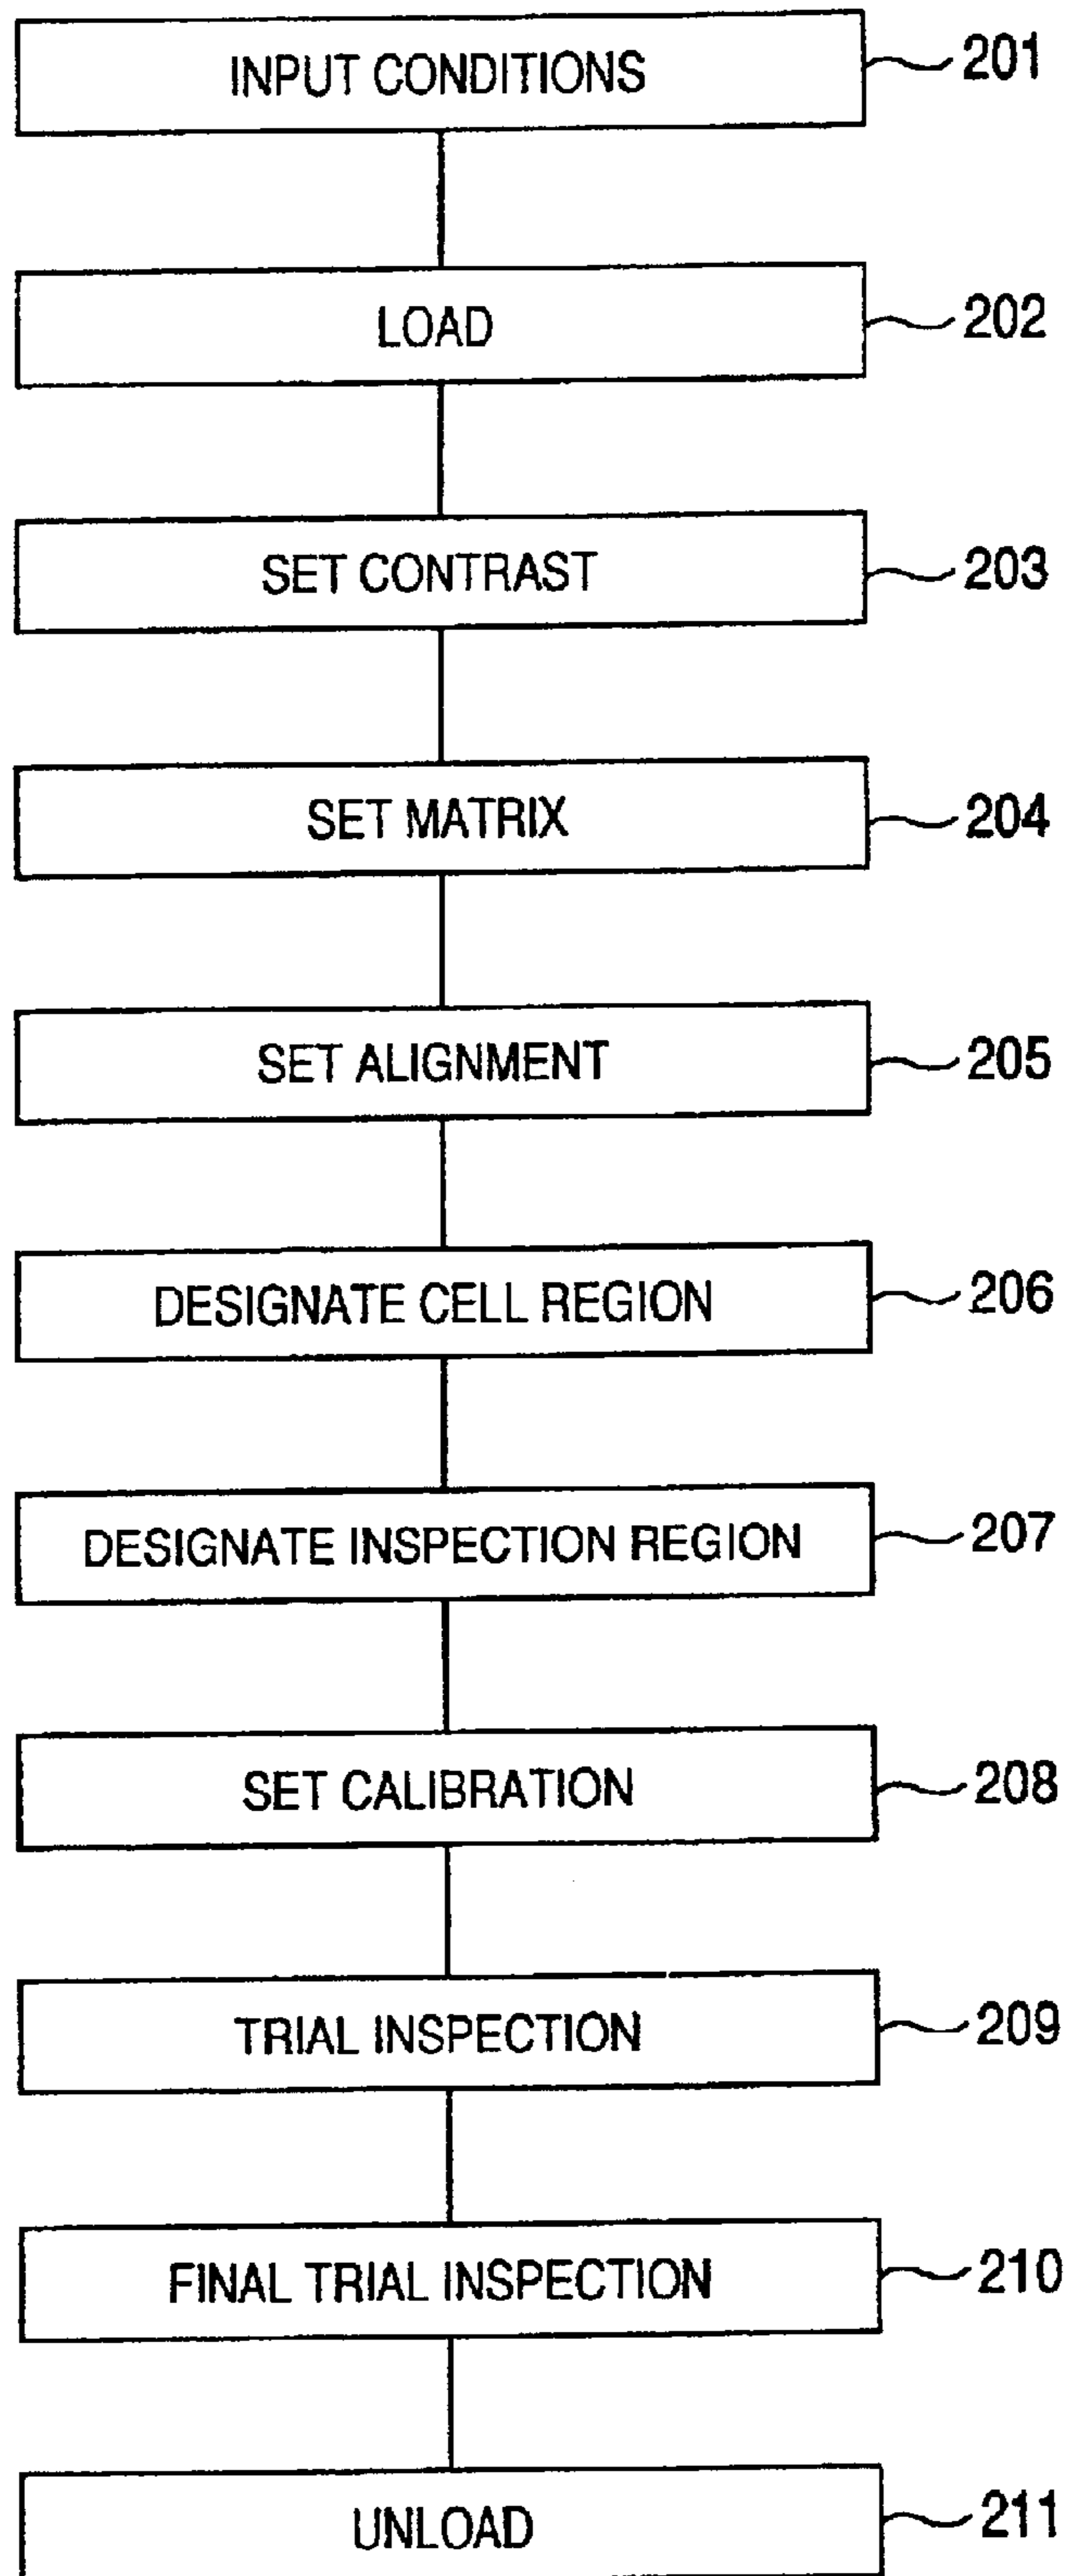 INPUT CONDITIONS 201
LOAD 202
SET CONTRAST 203
SET MATRIX 204
SET ALIGNMENT 205
DESIGNATE CELL REGION 206
DESIGNATE INSPECTION REGION 207
SET CALIBRATION 208
TRIAL INSPECTION 209
FINAL TRIAL INSPECTION 210
UNLOAD 211